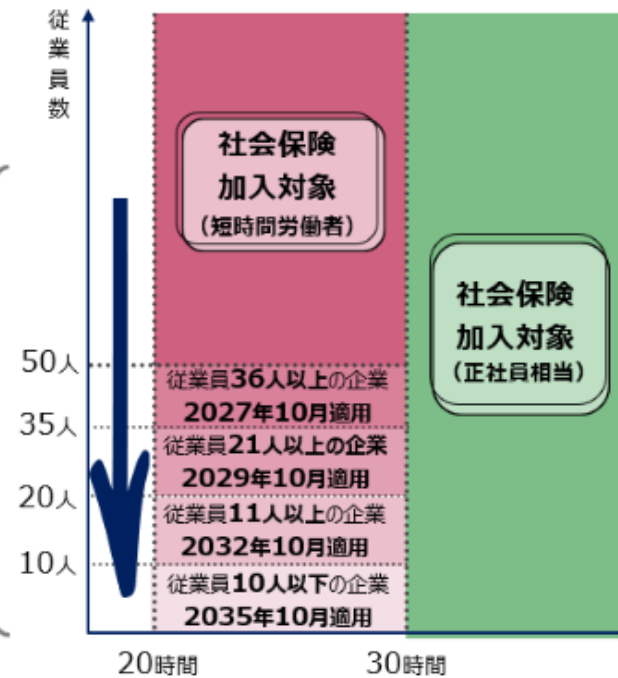 従業員数
社会保険
加入対象
（短時間労働者）
社会保険
加入対象
（正社員相当）
50人
従業員36人以上の企業
2027年10月適用
35人
従業員21人以上の企業
2029年10月適用
20人
従業員11人以上の企業
2032年10月適用
10人
従業員10人以下の企業
2035年10月適用
20時間
30時間